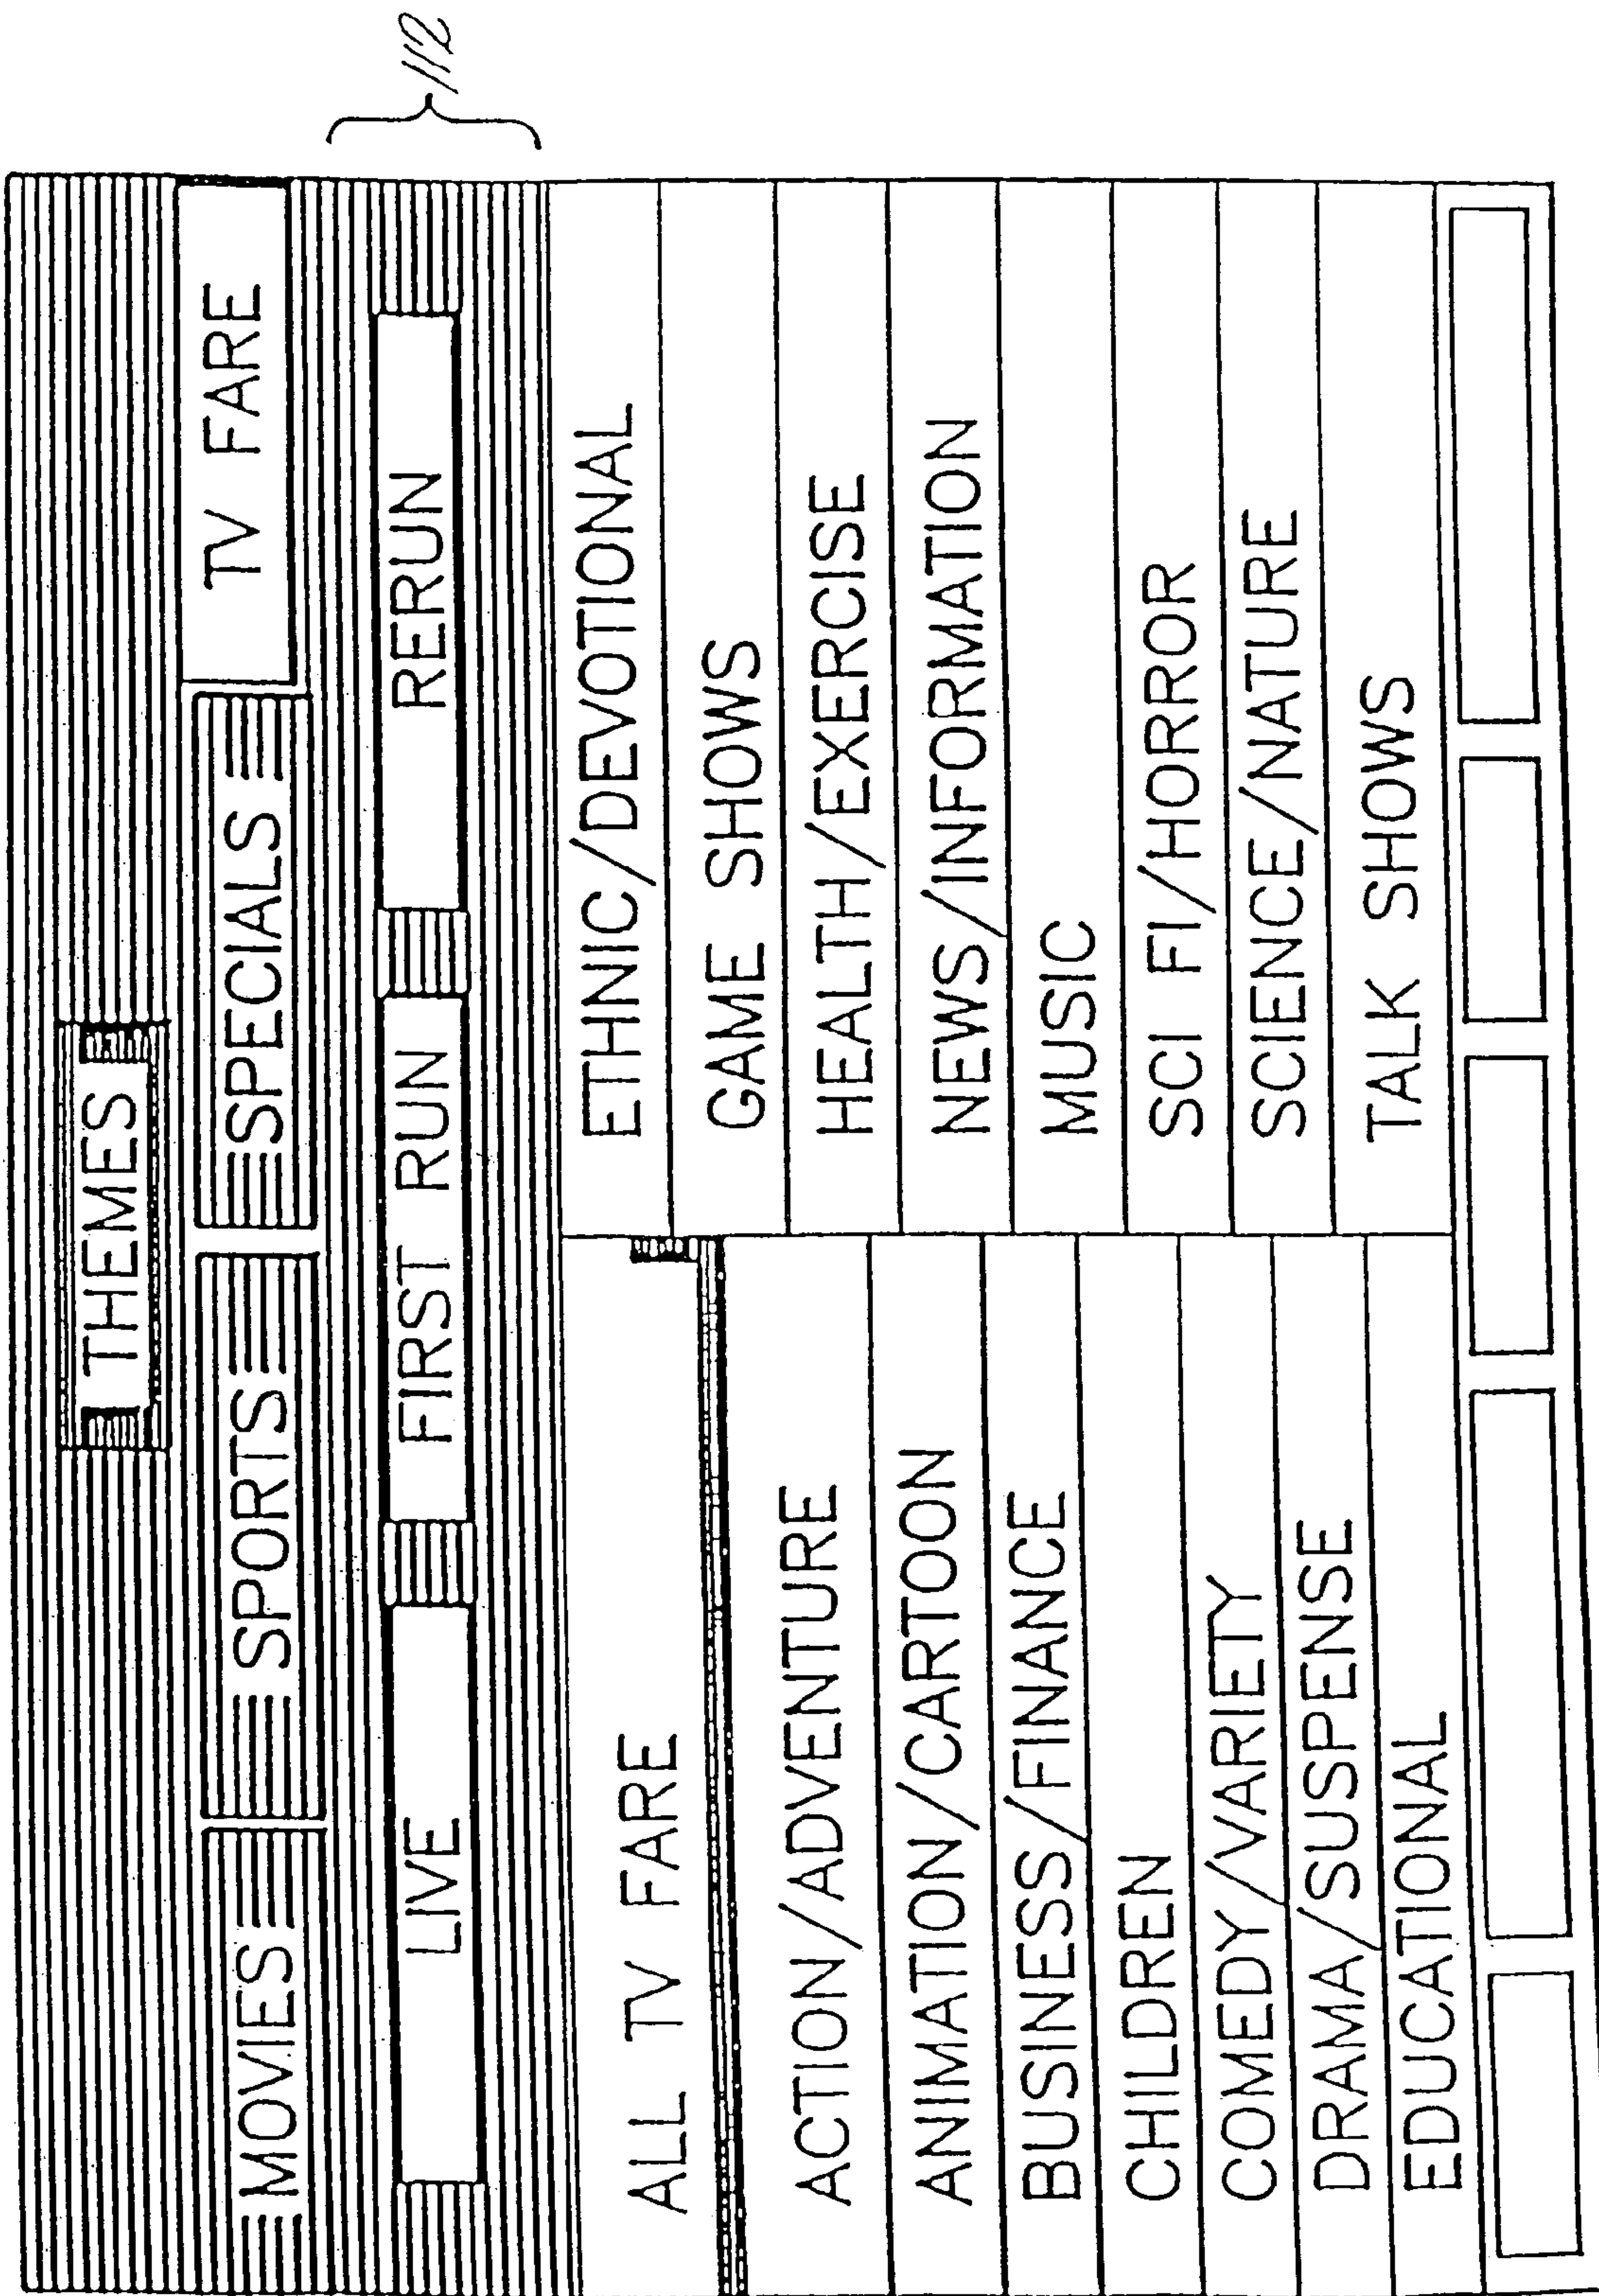 112
THEMES
MOVIES SPORTS SPECIALS TV FARE
LIVE FIRST RUN RERUN
ALL TV FARE
ACTION/ADVENTURE
ANIMATION/CARTOON
BUSINESS/FINANCE
CHILDREN
COMEDY/VARIETY
DRAMA/SUSPENSE
EDUCATIONAL
ETHNIC/DEVOTIONAL
GAME SHOWS
HEALTH/EXERCISE
NEWS/INFORMATION
MUSIC
SCI FI/HORROR
SCIENCE/NATURE
TALK SHOWS